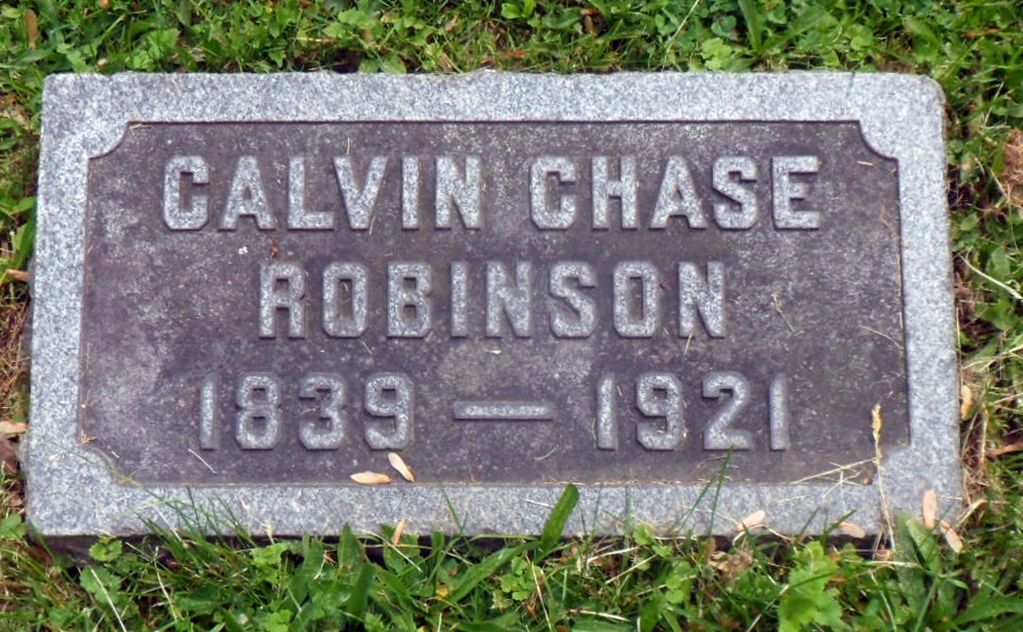 CALVIN CHASE
ROBINSON
1839 — 1921